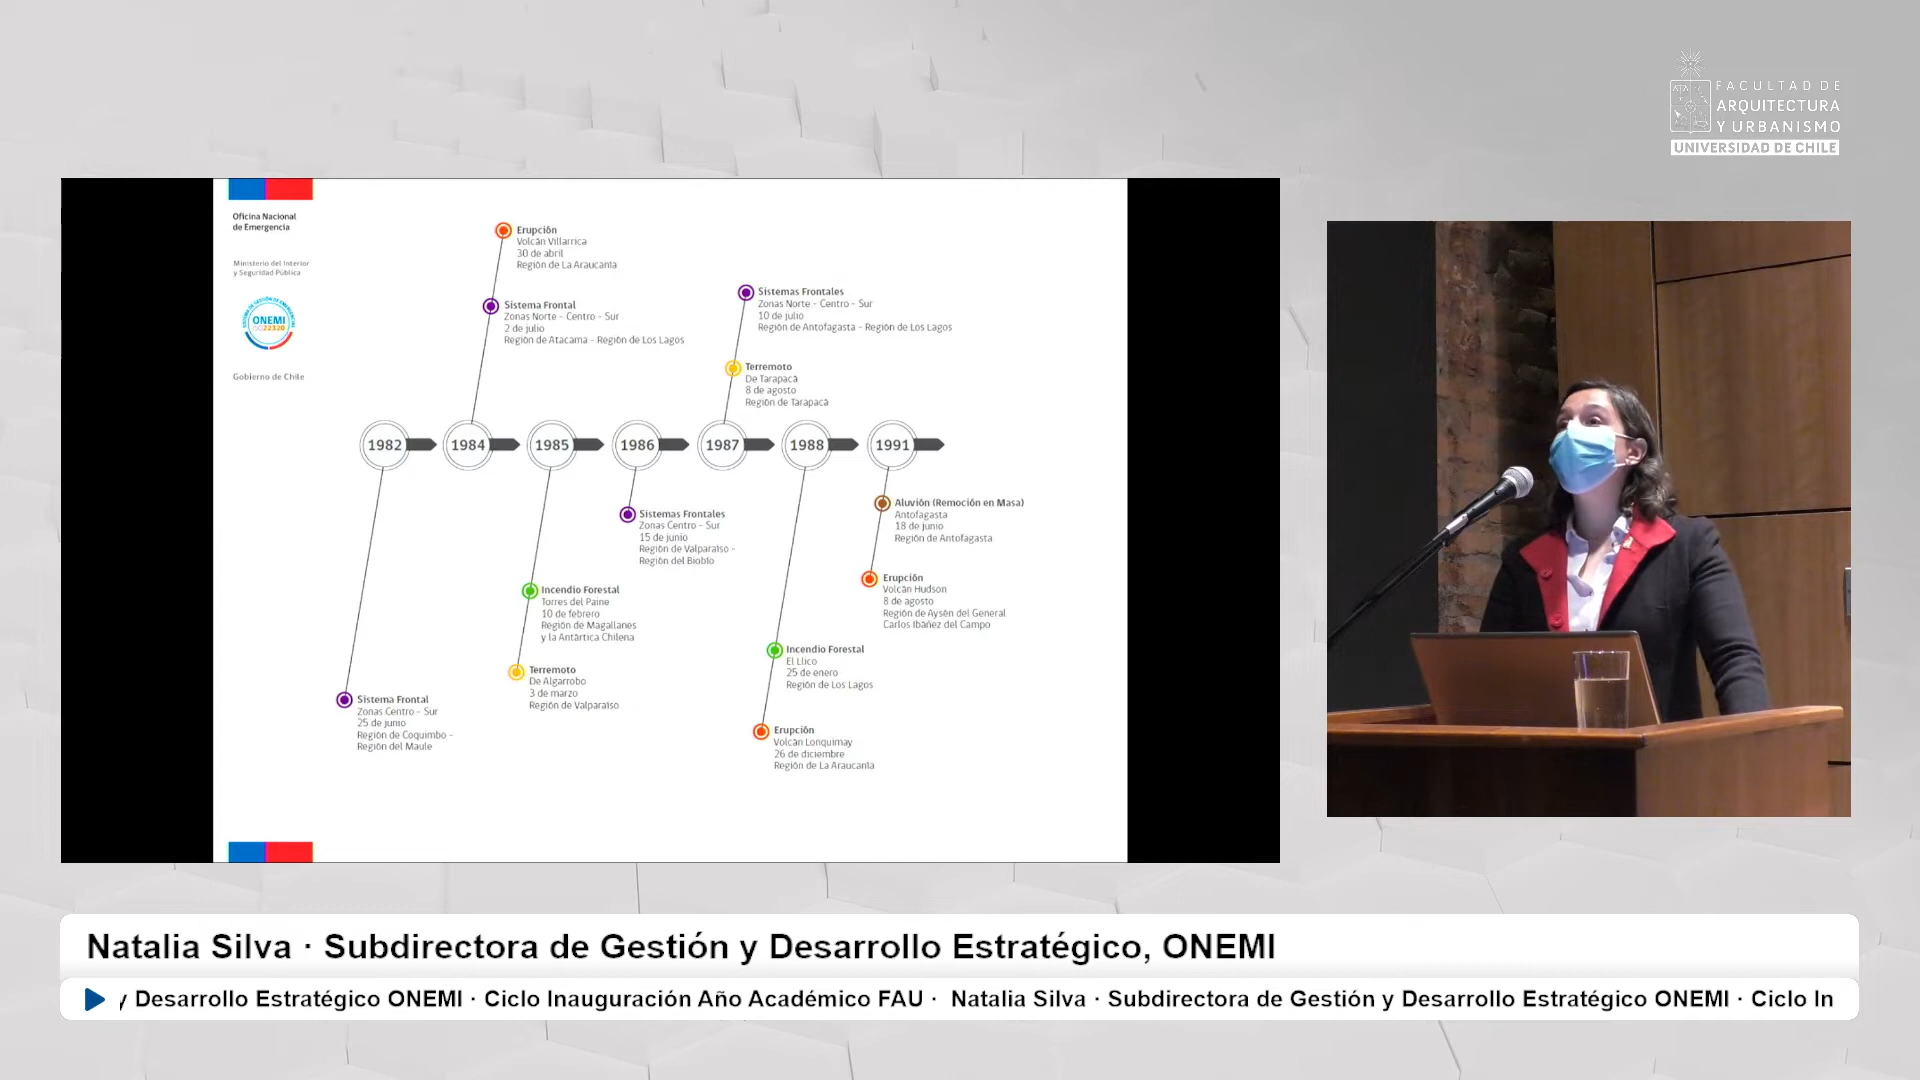 FACULTAD DE
ARQUITECTURA
Y URBANISMO
UNIVERSIDAD DE CHILE
Oficina Nacional
de Emergencia
Ministerio del Interior
y Seguridad Pública
ONEMI
ISO 22320
Gobierno de Chile
Erupción
Volcán Villarrica
30 de abril
Región de La Araucanía
Sistema Frontal
Zonas Norte - Centro - Sur
2 de julio
Región de Atacama - Región de Los Lagos
Sistemas Frontales
Zonas Norte - Centro - Sur
10 de julio
Región de Antofagasta - Región de Los Lagos
Terremoto
De Tarapacá
8 de agosto
Región de Tarapacá
1982
1984
1985
1986
1987
1988
1991
Sistema Frontal
Zonas Centro - Sur
25 de junio
Región de Coquimbo -
Región del Maule
Incendio Forestal
Torres del Paine
10 de febrero
Región de Magallanes
y la Antártica Chilena
Terremoto
De Algarrobo
3 de marzo
Región de Valparaíso
Sistemas Frontales
Zonas Centro - Sur
15 de junio
Región de Valparaíso -
Región del Biobío
Incendio Forestal
El Llico
25 de enero
Región de Los Lagos
Erupción
Volcán Lonquimay
26 de diciembre
Región de La Araucanía
Aluvión (Remoción en Masa)
Antofagasta
18 de junio
Región de Antofagasta
Erupción
Volcán Hudson
8 de agosto
Región de Aysén del General
Carlos Ibáñez del Campo
Natalia Silva · Subdirectora de Gestión y Desarrollo Estratégico, ONEMI
y Desarrollo Estratégico ONEMI · Ciclo Inauguración Año Académico FAU · Natalia Silva · Subdirectora de Gestión y Desarrollo Estratégico ONEMI · Ciclo In